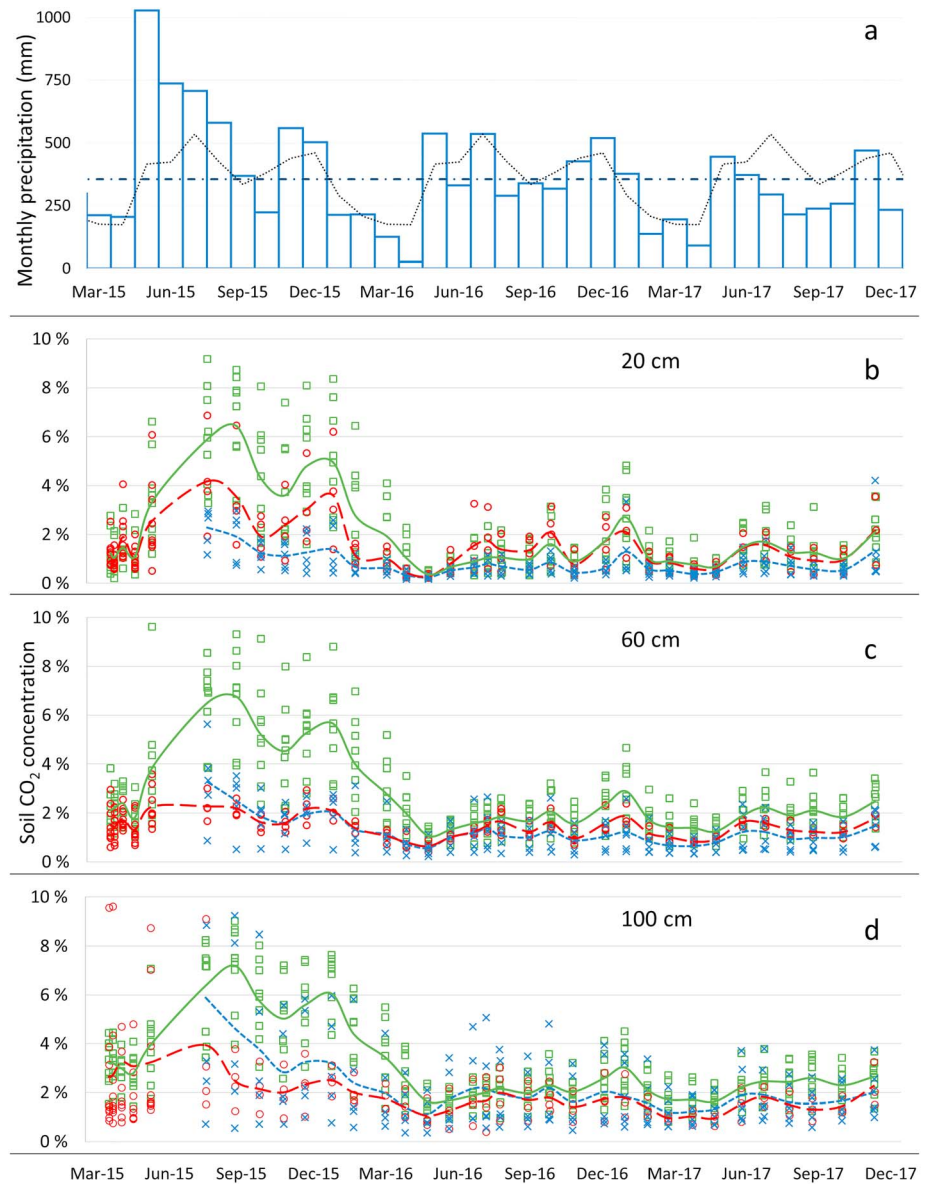 a
Monthly precipitation (mm)
1000
750
500
250
0
Mar-15 Jun-15 Sep-15 Dec-15 Mar-16 Jun-16 Sep-16 Dec-16 Mar-17 Jun-17 Sep-17 Dec-17
20 cm
b
10 %
8 %
6 %
4 %
2 %
0 %
60 cm
c
Soil CO₂ concentration
10 %
8 %
6 %
4 %
2 %
0 %
100 cm
d
10 %
8 %
6 %
4 %
2 %
0 %
Mar-15 Jun-15 Sep-15 Dec-15 Mar-16 Jun-16 Sep-16 Dec-16 Mar-17 Jun-17 Sep-17 Dec-17